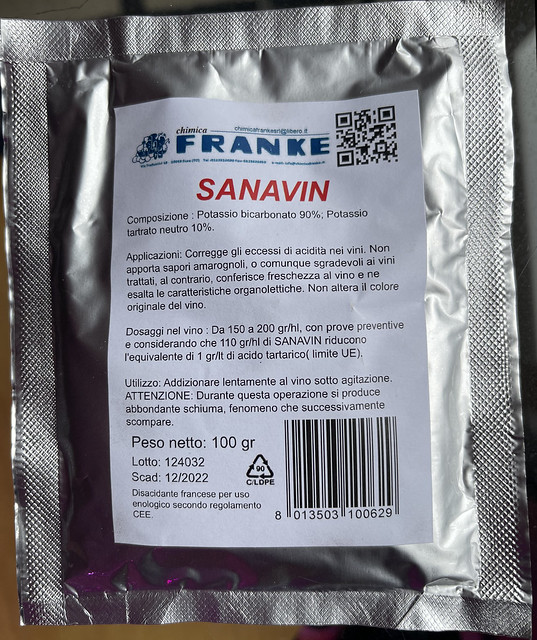 chimica
chimicafrankesrl@libero.it
FRANKE
SANAVIN
Composizione : Potassio bicarbonato 90%; Potassio
tartrato neutro 10%.
Applicazioni: Corregge gli eccessi di acidità nei vini. Non
apporta sapori amarognoli, o comunque sgradevoli ai vini
trattati, al contrario, conferisce freschezza al vino e ne
esalta le caratteristiche organolettiche. Non altera il colore
originale del vino.
Dosaggi nel vino : Da 150 a 200 gr/hl, con prove preventive
e considerando che 110 gr/hl di SANAVIN riducono
l'equivalente di 1 gr/lt di acido tartarico( limite UE).
Utilizzo: Addizionare lentamente al vino sotto agitazione.
ATTENZIONE: Durante questa operazione si produce
abbondante schiuma, fenomeno che successivamente
scompare.
Peso netto: 100 gr
Lotto: 124032
Scad: 12/2022
90
C/LDPE
Disacidante francese per uso
enologico secondo regolamento
CEE.
8 013503 100629